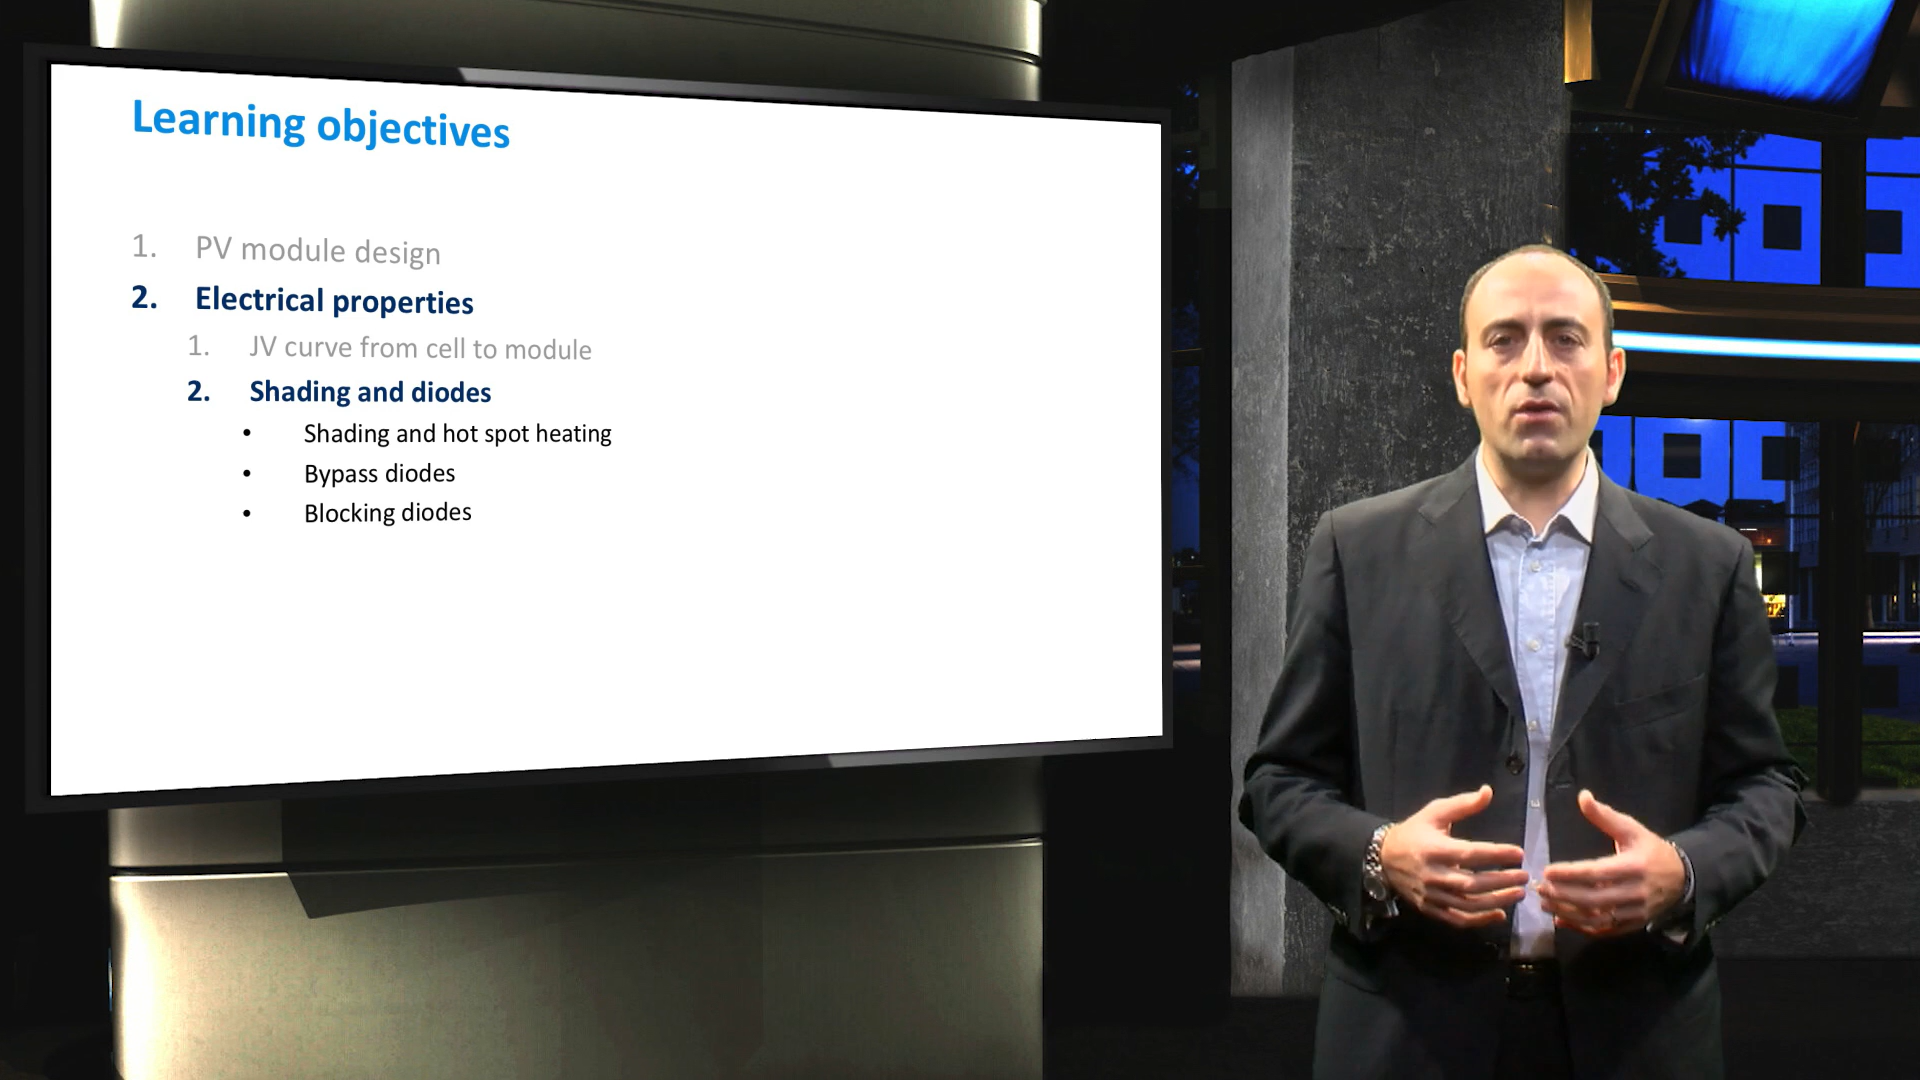 Learning objectives
1. PV module design
2. Electrical properties
1. JV curve from cell to module
2. Shading and diodes
• Shading and hot spot heating
• Bypass diodes
• Blocking diodes